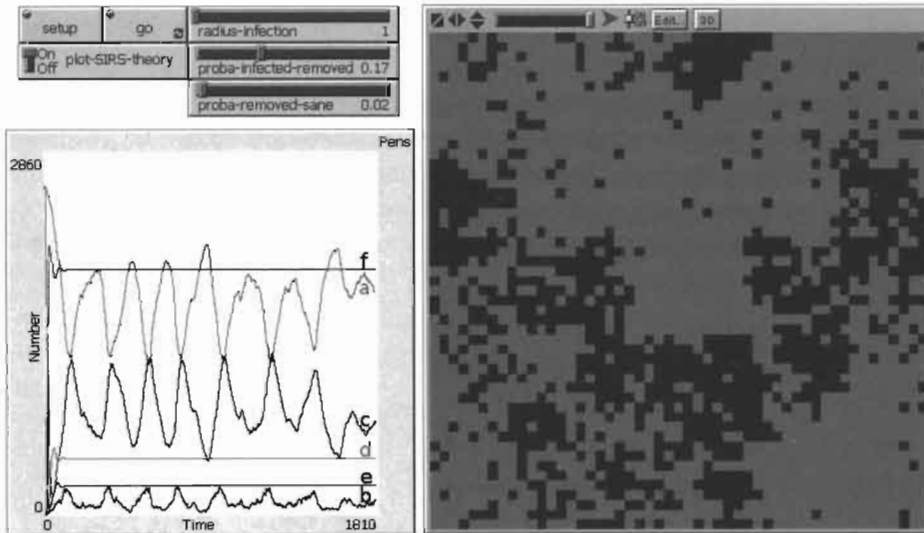 setup
go
radius-infection 1
On
Off
plot-SIRS-theory
proba-infected-removed 0.17
proba-removed-sane 0.02
Edit..
3D
Pens
2860
f
a
Number
c
d
e
b
0
0 Time 1810